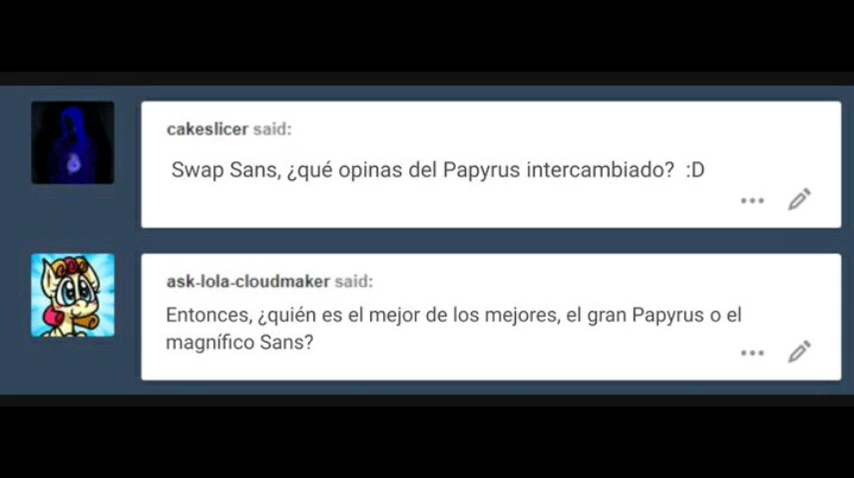 cakeslicer said:
Swap Sans, ¿qué opinas del Papyrus intercambiado? :D
ask-lola-cloudmaker said:
Entonces, ¿quién es el mejor de los mejores, el gran Papyrus o el
magnífico Sans?